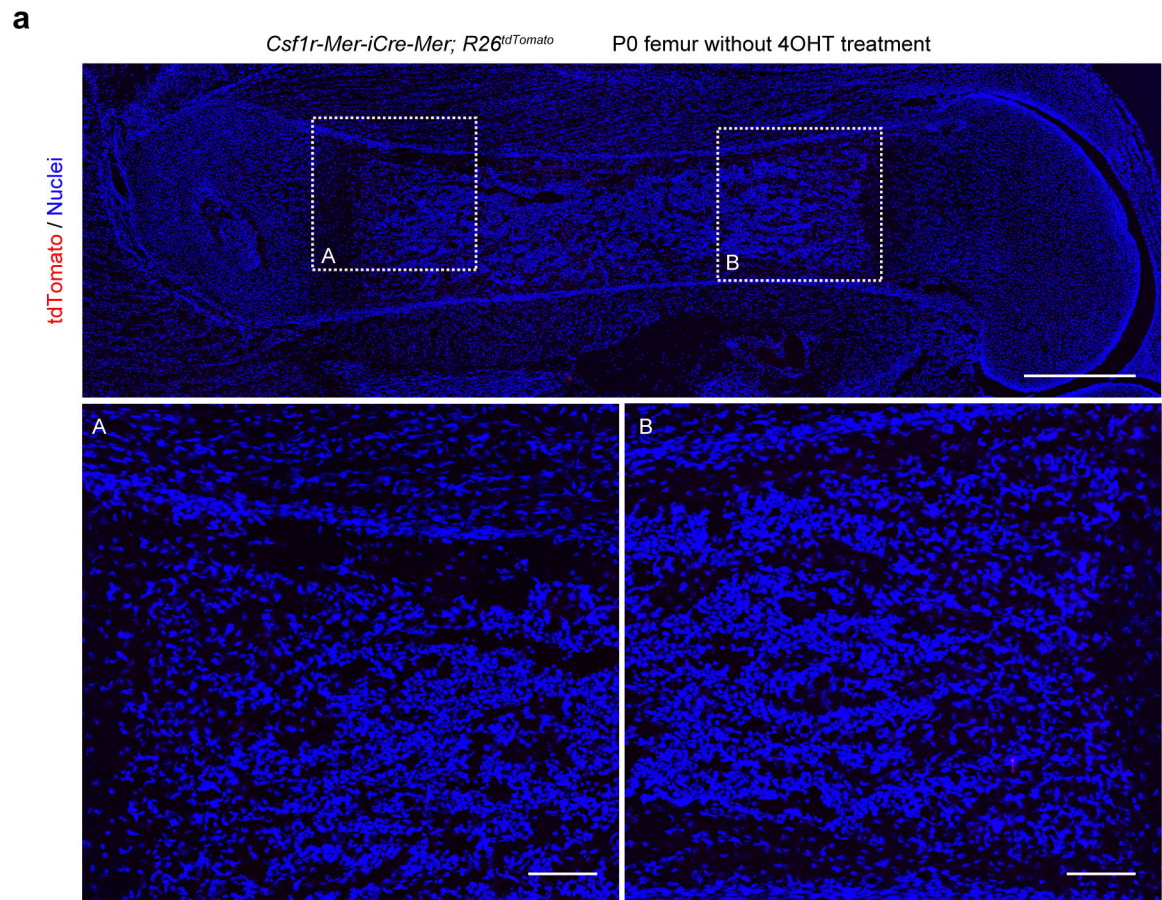 a
Csf1r-Mer-iCre-Mer; R26tdTomato P0 femur without 4OHT treatment
tdTomato / Nuclei
A
B
A
B